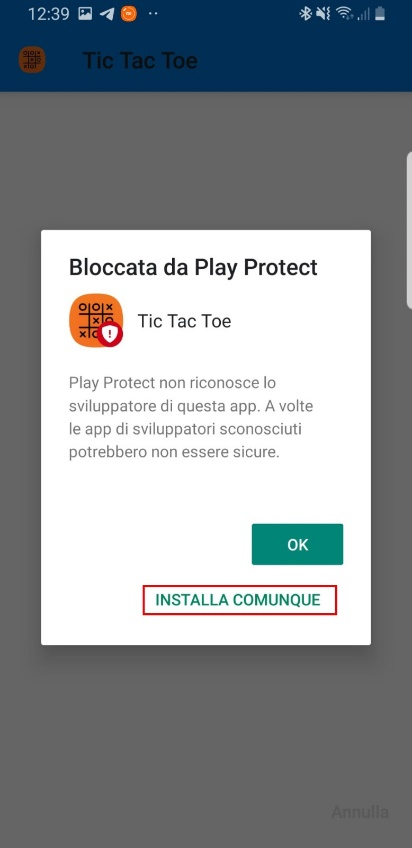 12:39
Tic Tac Toe
Bloccata da Play Protect
Tic Tac Toe
Play Protect non riconosce lo
sviluppatore di questa app. A volte
le app di sviluppatori sconosciuti
potrebbero non essere sicure.
OK
INSTALLA COMUNQUE
Annulla